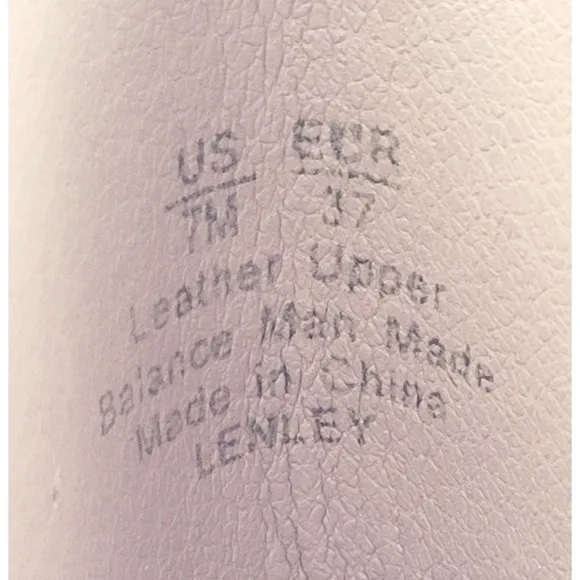 US EUR
7M 37
Leather Upper
Balance Man Made
Made in China
LENLEY